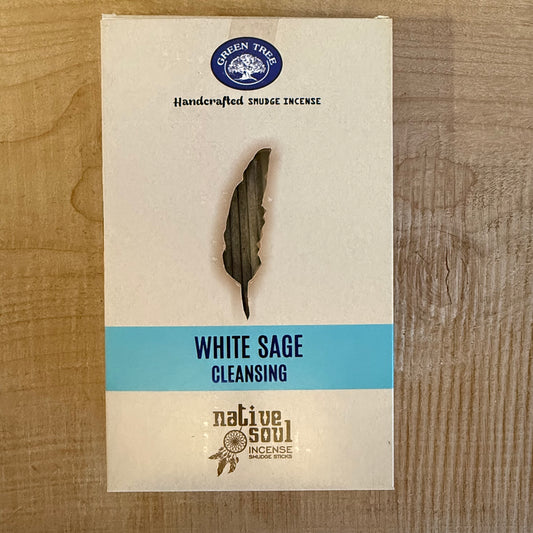 GREEN TREE
Handcrafted SMUDGE INCENSE
WHITE SAGE
CLEANSING
native
soul
INCENSE
SMUDGE STICKS